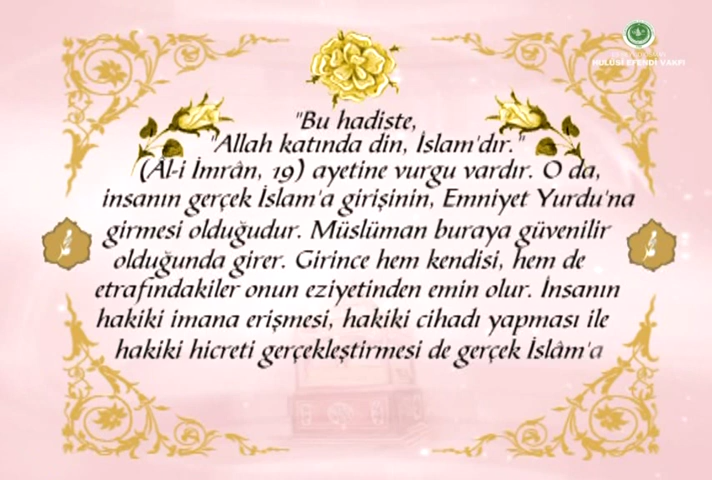 HULÛSİ EFENDİ VAKFI
"Bu hadiste,
"Allah katında din, İslam'dır."
(Âl-i İmrân, 19) ayetine vurgu vardır. O da,
insanın gerçek İslam'a girişinin, Emniyet Yurdu'na
girmesi olduğudur. Müslüman buraya güvenilir
olduğunda girer. Girince hem kendisi, hem de
etrafındakiler onun eziyetinden emin olur. İnsanın
hakiki imana erişmesi, hakiki cihadı yapması ile
hakiki hicreti gerçekleştirmesi de gerçek İslâm'a